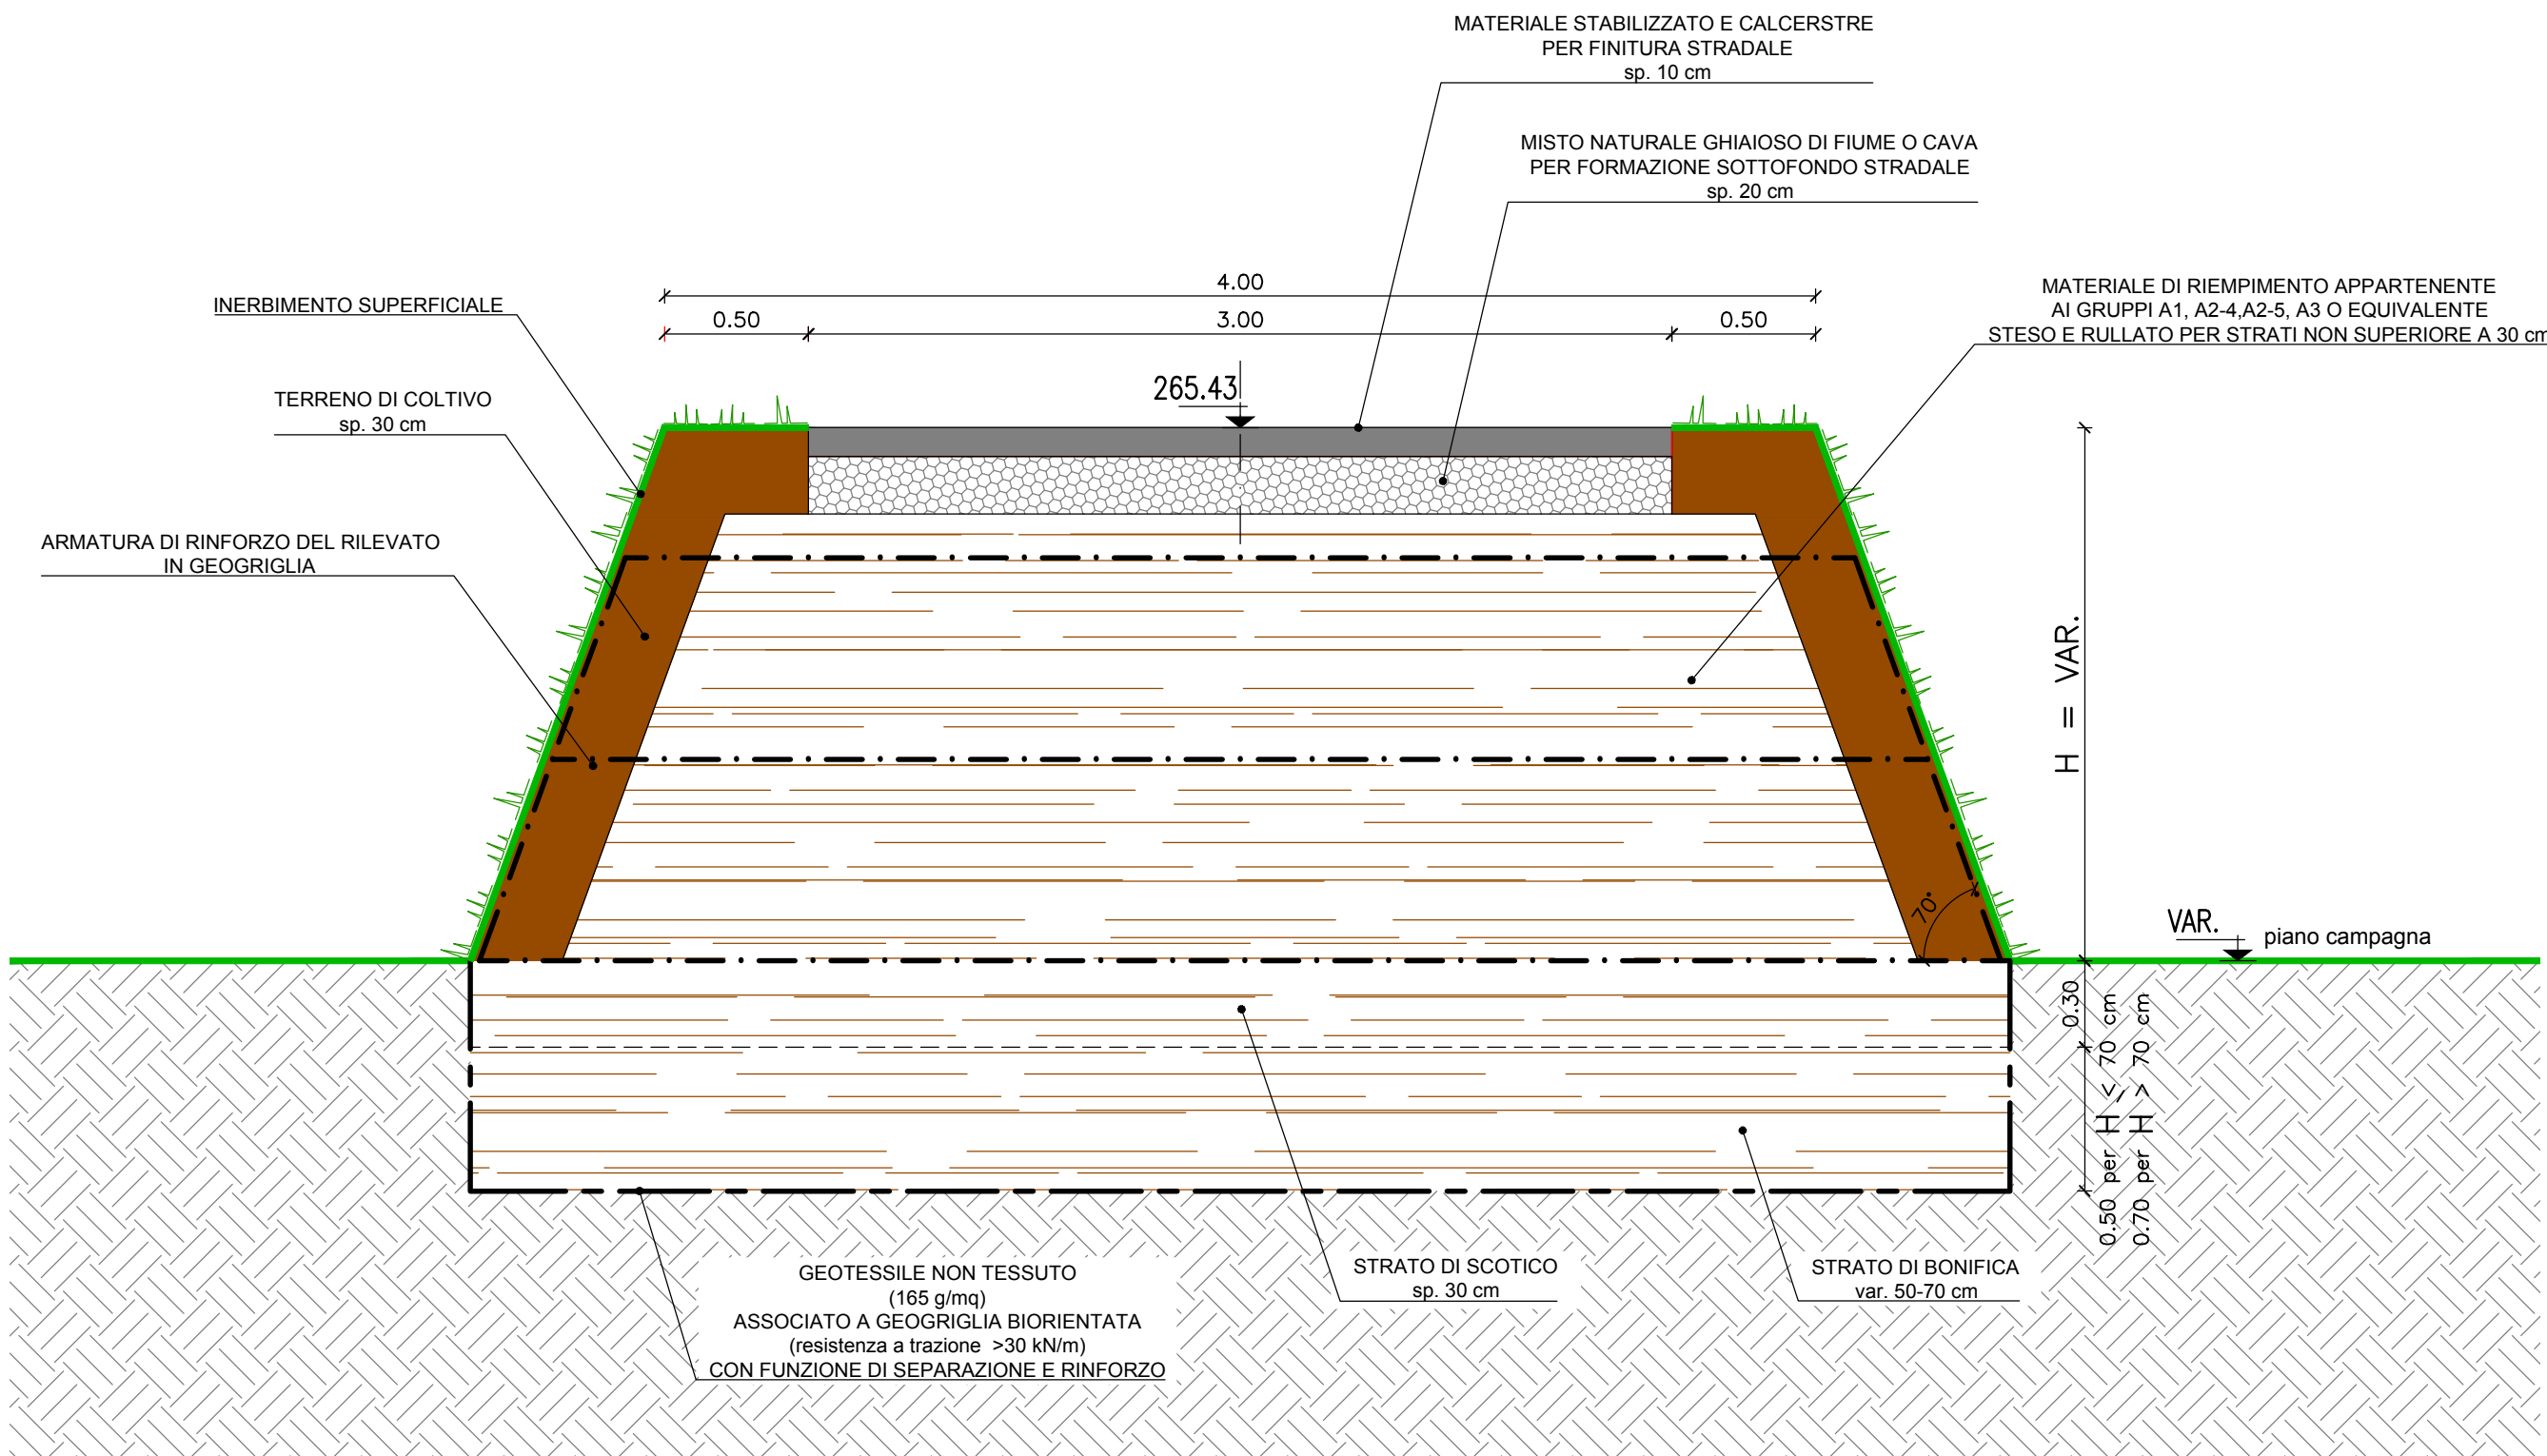 MATERIALE STABILIZZATO E CALCERSTRE
PER FINITURA STRADALE
sp. 10 cm
MISTO NATURALE GHIAIOSO DI FIUME O CAVA
PER FORMAZIONE SOTTOFONDO STRADALE
sp. 20 cm
4.00
0.50
3.00
0.50
MATERIALE DI RIEMPIMENTO APPARTENENTE
AI GRUPPI A1, A2-4,A2-5, A3 O EQUIVALENTE
STESO E RULLATO PER STRATI NON SUPERIORE A 30 cm
INERBIMENTO SUPERFICIALE
265.43
TERRENO DI COLTIVO
sp. 30 cm
ARMATURA DI RINFORZO DEL RILEVATO
IN GEOGRIGLIA
H = VAR.
70°
VAR.
piano campagna
0.30
0.50 per H </ 70 cm
0.70 per H > 70 cm
GEOTESSILE NON TESSUTO
(165 g/mq)
ASSOCIATO A GEOGRIGLIA BIORIENTATA
(resistenza a trazione >30 kN/m)
CON FUNZIONE DI SEPARAZIONE E RINFORZO
STRATO DI SCOTICO
sp. 30 cm
STRATO DI BONIFICA
var. 50-70 cm